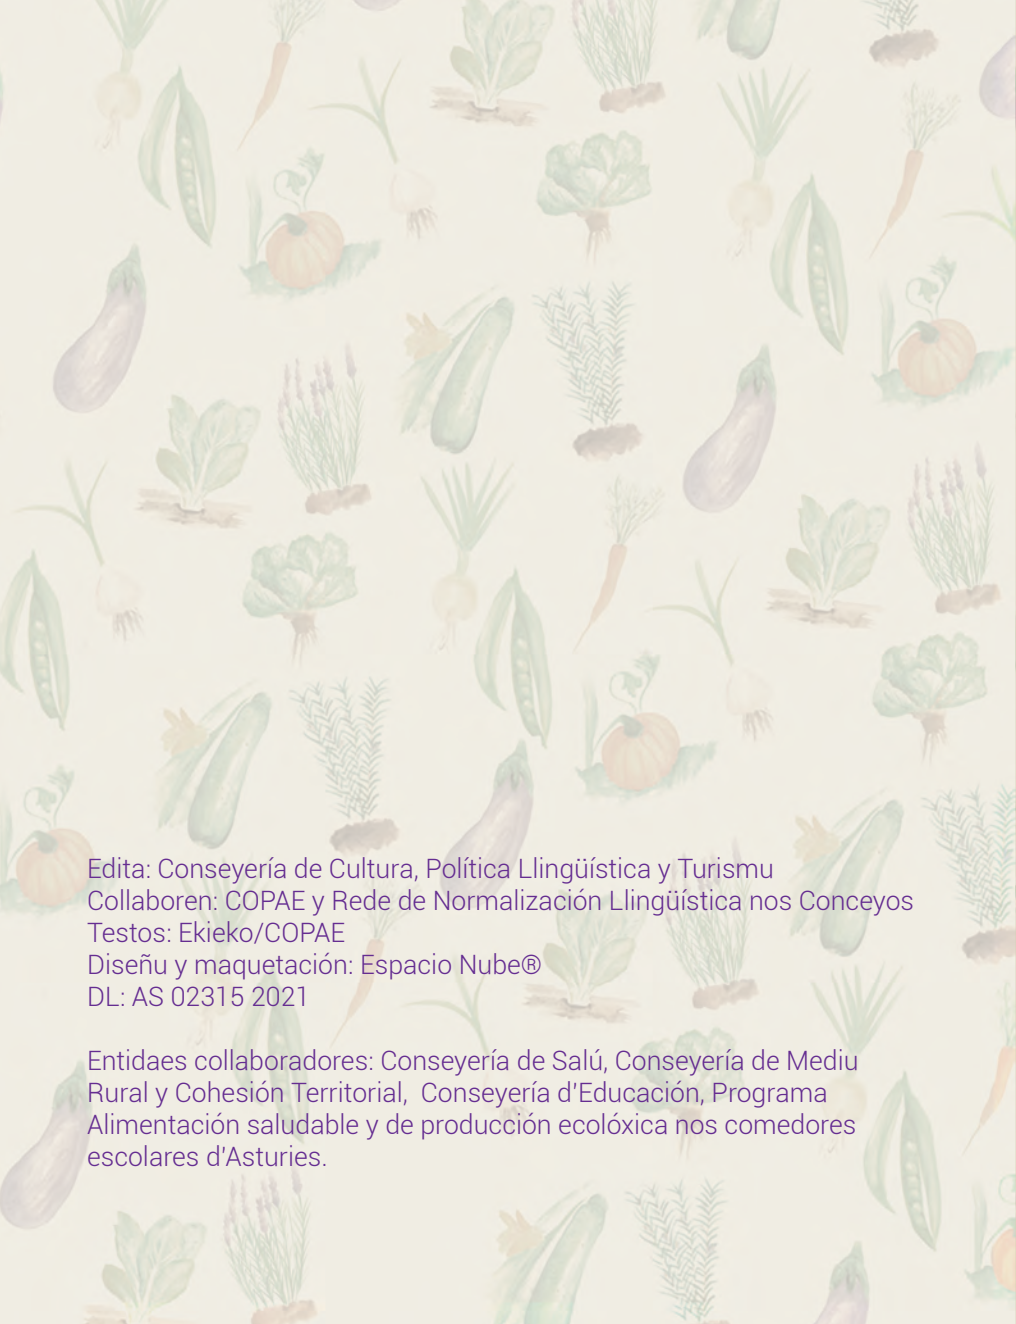 Edita: Conseyería de Cultura, Política Llingüística y Turismu
Collaboren: COPAE y Rede de Normalización Llingüística nos Conceyos
Testos: Ekieko/COPAE
Diseñu y maquetación: Espacio Nube®
DL: AS 02315 2021

Entidaes collaboradores: Conseyería de Salú, Conseyería de Mediu
Rural y Cohesión Territorial,  Conseyería d'Educación, Programa
Alimentación saludable y de producción ecolóxica nos comedores
escolares d'Asturies.